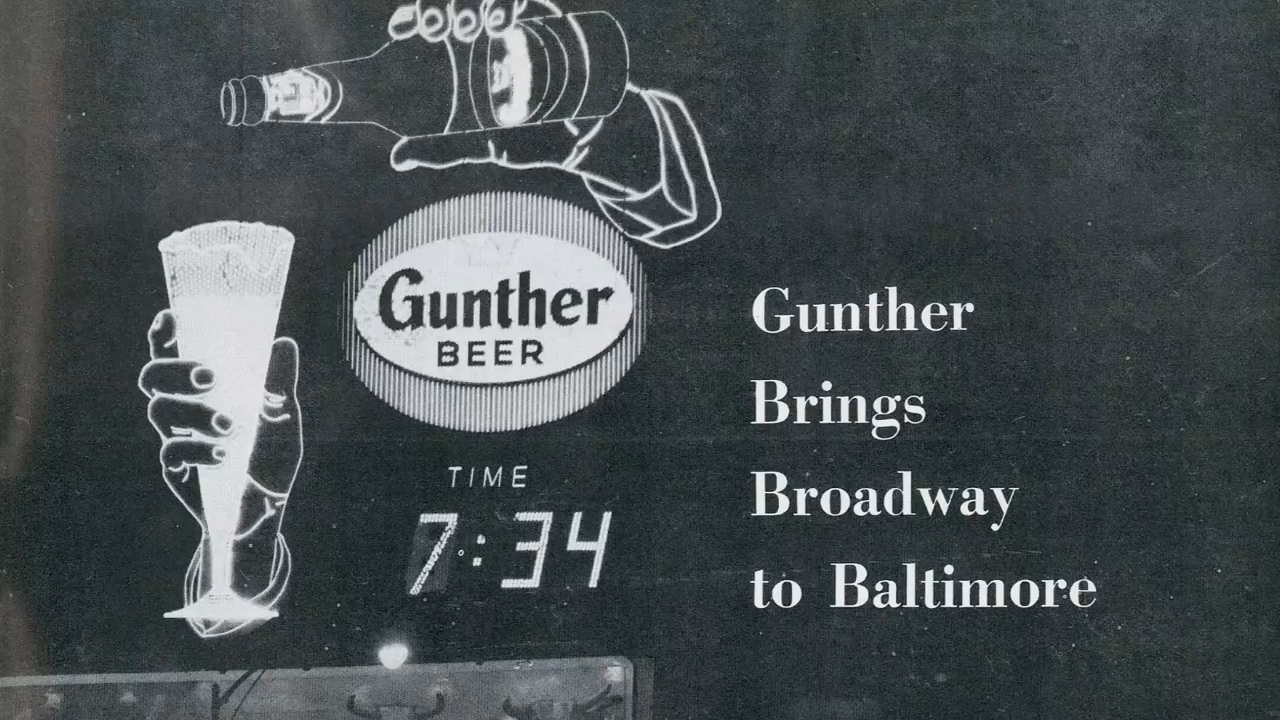 Gunther
BEER
TIME
7:34
Gunther
Brings
Broadway
to Baltimore